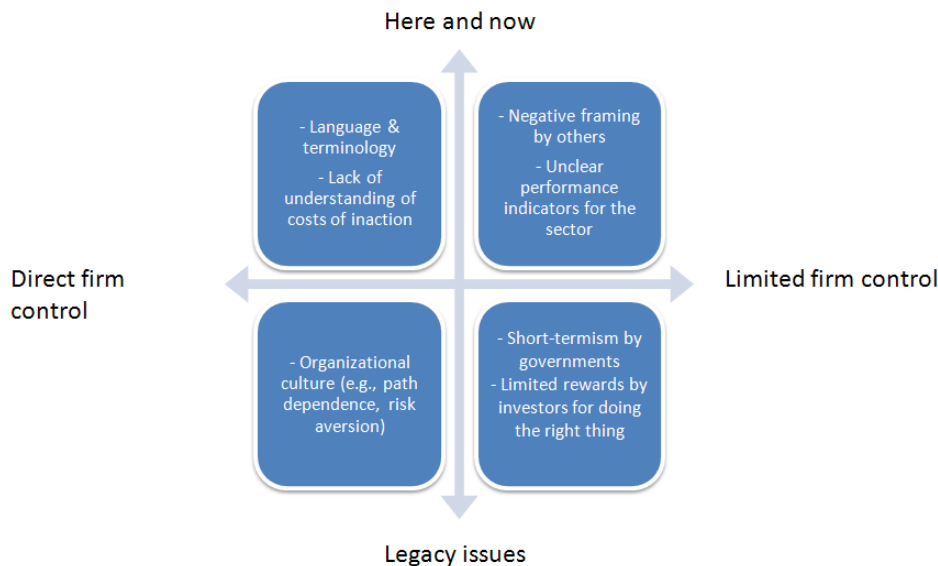 Here and now
- Language &
terminology
- Lack of
understanding of
costs of inaction
- Negative framing
by others
- Unclear
performance
indicators for the
sector
Direct firm
control
Limited firm control
- Organizational
culture (e.g., path
dependence, risk
aversion)
- Short-termism by
governments
- Limited rewards by
investors for doing
the right thing
Legacy issues